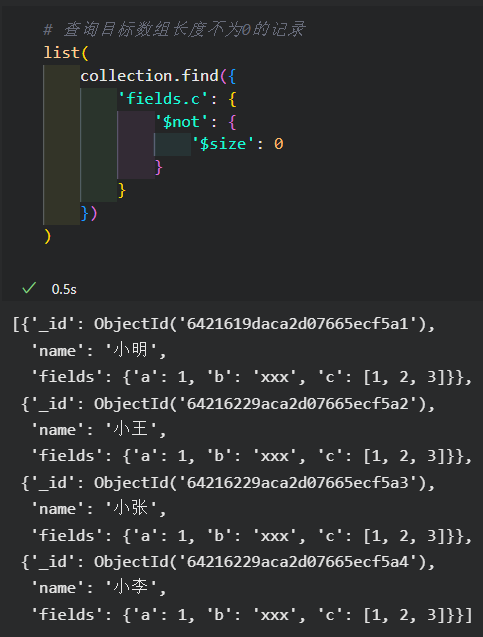 # 查询目标数组长度不为0的记录
list(
    collection.find({
        'fields.c': {
            '$not': {
                '$size': 0
            }
        }
    })
)
0.5s
[{'_id': ObjectId('6421619daca2d07665ecf5a1'),
  'name': '小明',
  'fields': {'a': 1, 'b': 'xxx', 'c': [1, 2, 3]}},
 {'_id': ObjectId('64216229aca2d07665ecf5a2'),
  'name': '小王',
  'fields': {'a': 1, 'b': 'xxx', 'c': [1, 2, 3]}},
 {'_id': ObjectId('64216229aca2d07665ecf5a3'),
  'name': '小张',
  'fields': {'a': 1, 'b': 'xxx', 'c': [1, 2, 3]}},
 {'_id': ObjectId('64216229aca2d07665ecf5a4'),
  'name': '小李',
  'fields': {'a': 1, 'b': 'xxx', 'c': [1, 2, 3]}}]